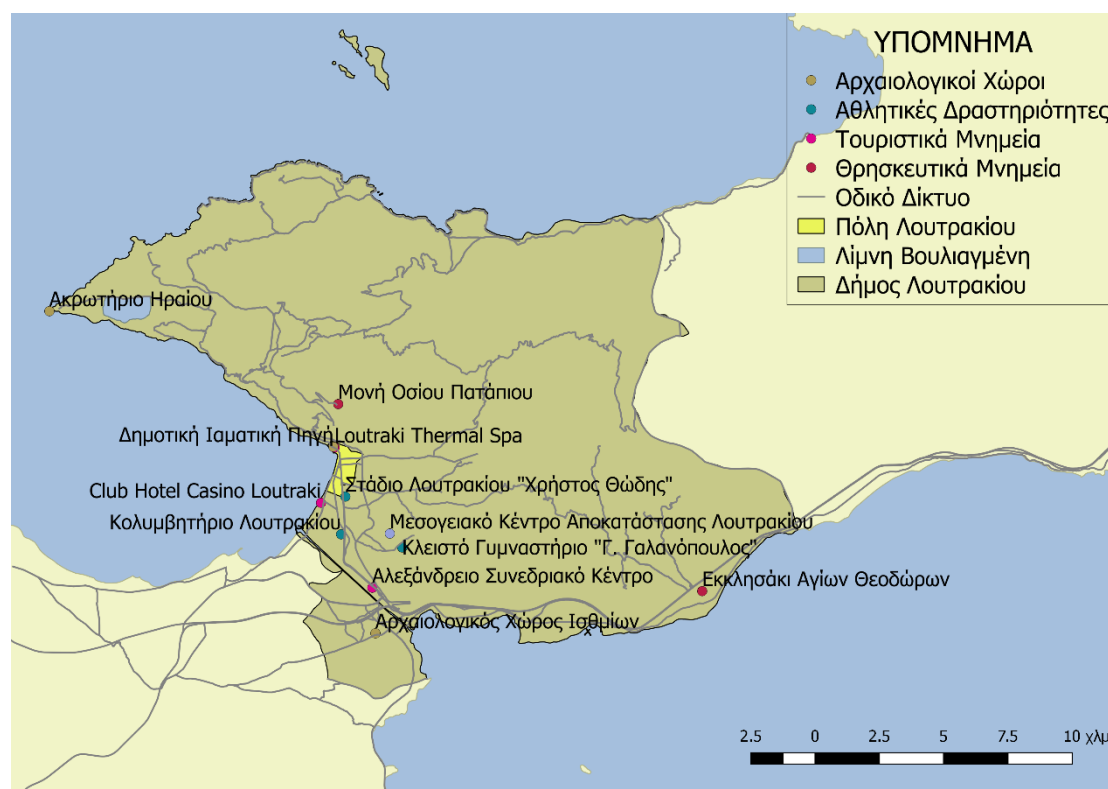 ΥΠΟΜΝΗΜΑ
Αρχαιολογικοί Χώροι
Αθλητικές Δραστηριότητες
Τουριστικά Μνημεία
Θρησκευτικά Μνημεία
Οδικό Δίκτυο
Πόλη Λουτρακίου
Λίμνη Βουλιαγμένη
Δήμος Λουτρακίου
Ακρωτήριο Ηραίου
Μονή Οσίου Πατάπιου
Δημοτική Ιαματική Πηγή
Loutraki Thermal Spa
Στάδιο Λουτρακίου "Χρήστος Θώδης"
Club Hotel Casino Loutraki
Κολυμβητήριο Λουτρακίου
Μεσογειακό Κέντρο Αποκατάστασης Λουτρακίου
Κλειστό Γυμναστήριο "Γ. Γαλανόπουλος"
Αλεξάνδρειο Συνεδριακό Κέντρο
Εκκλησάκι Αγίων Θεοδώρων
Αρχαιολογικός Χώρος Ισθμίων
2.5 0 2.5 5 7.5 10 χλμ